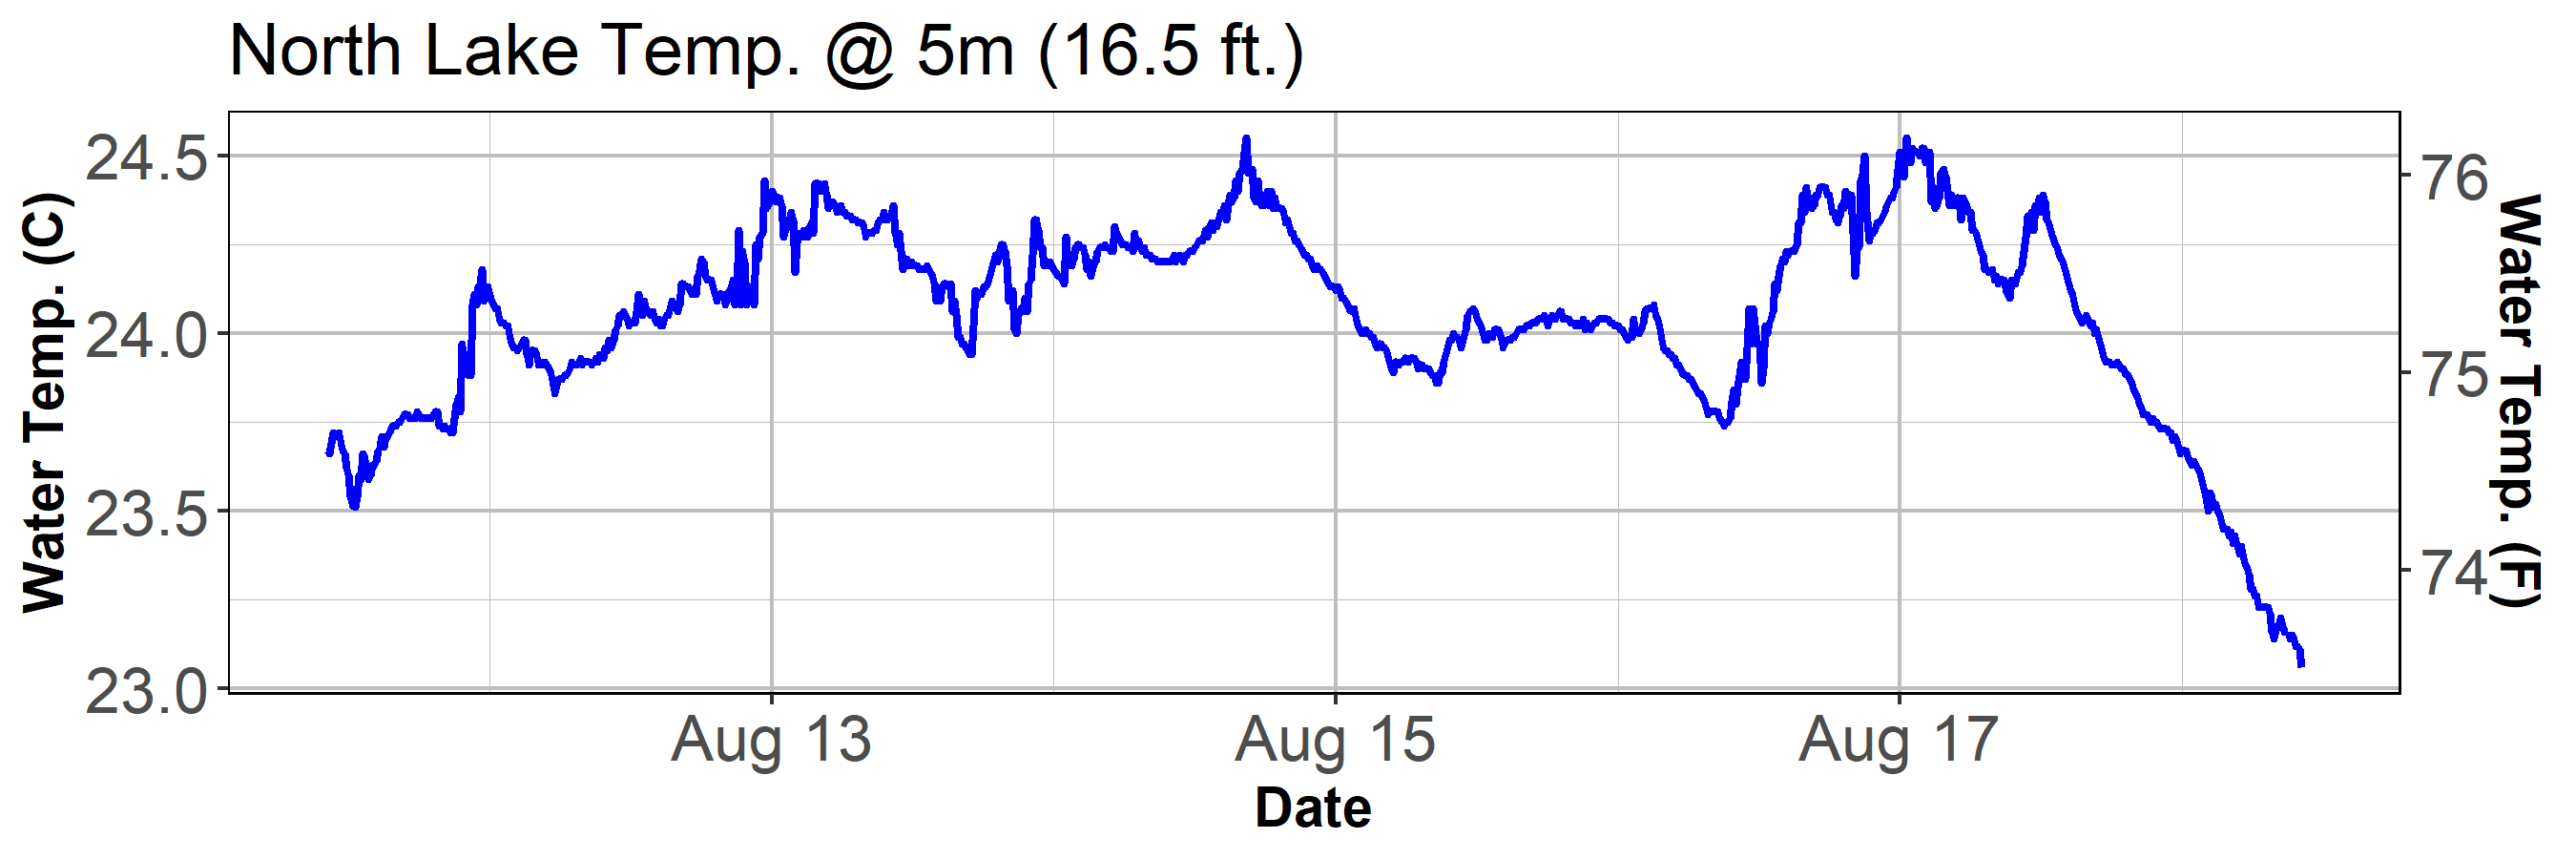 North Lake Temp. @ 5m (16.5 ft.)
Water Temp. (C)
24.5
24.0
23.5
23.0
76
75
74
Water Temp. (F)
Aug 13
Aug 15
Aug 17
Date